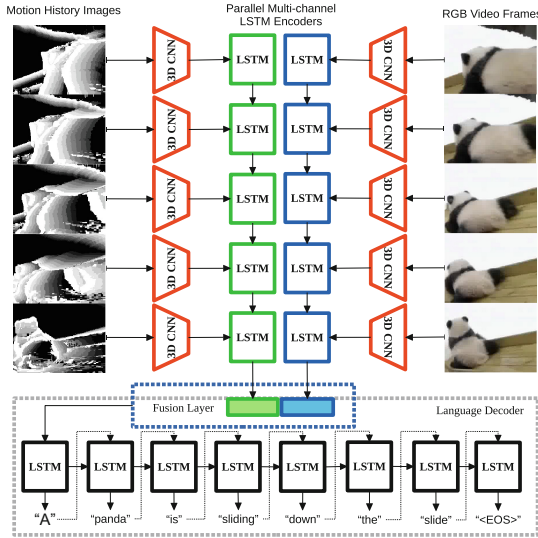 Motion History Images
Parallel Multi-channel
LSTM Encoders
RGB Video Frames
3D CNN
LSTM
LSTM
3D CNN
3D CNN
LSTM
LSTM
3D CNN
3D CNN
LSTM
LSTM
3D CNN
3D CNN
LSTM
LSTM
3D CNN
3D CNN
LSTM
LSTM
3D CNN
Fusion Layer
Language Decoder
LSTM LSTM LSTM LSTM LSTM LSTM LSTM LSTM
“A” “panda” “is” “sliding” “down” “the” “slide” “<EOS>”